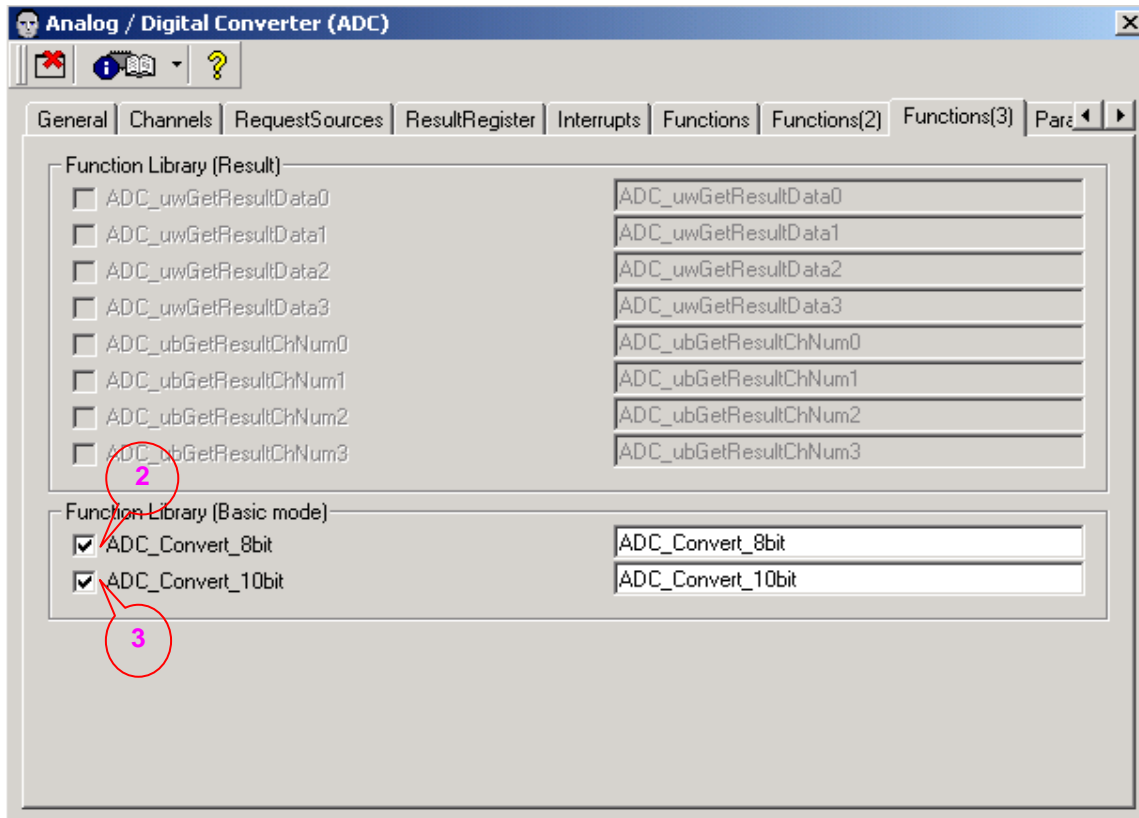 Analog / Digital Converter (ADC)
General Channels RequestSources ResultRegister Interrupts Functions Functions(2) Functions(3) Para
Function Library (Result)
ADC_uwGetResultData0 ADC_uwGetResultData0
ADC_uwGetResultData1 ADC_uwGetResultData1
ADC_uwGetResultData2 ADC_uwGetResultData2
ADC_uwGetResultData3 ADC_uwGetResultData3
ADC_ubGetResultChNum0 ADC_ubGetResultChNum0
ADC_ubGetResultChNum1 ADC_ubGetResultChNum1
ADC_ubGetResultChNum2 ADC_ubGetResultChNum2
ADC_ubGetResultChNum3 ADC_ubGetResultChNum3
2
Function Library (Basic mode)
ADC_Convert_8bit ADC_Convert_8bit
ADC_Convert_10bit ADC_Convert_10bit
3